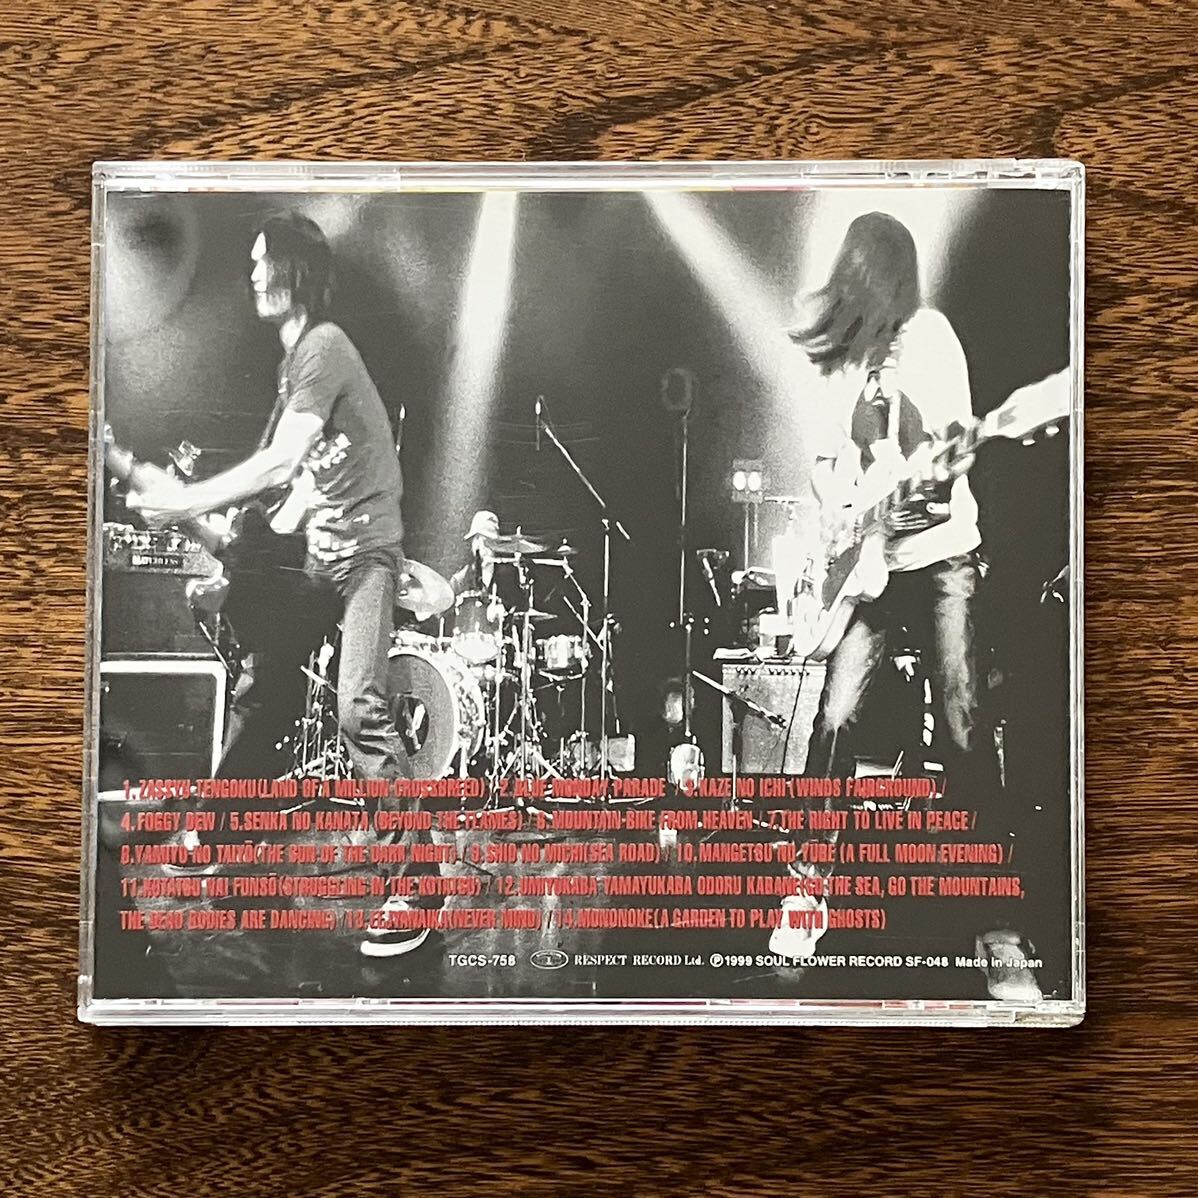 MATCHLESS
1.ZASSYU TENGOKU(LAND OF A MILLION CROSSBREED) / 2.BLUE MONDAY PARADE / 3.KAZE NO ICHI (WINDS FAIRGROUND) /
4.FOGGY DEW / 5.SENKA NO KANATA (BEYOND THE FLAMES) / 6.MOUNTAIN-BIKE FROM HEAVEN / 7.THE RIGHT TO LIVE IN PEACE /
8.YAMIYO NO TAIYŌ(THE SUN OF THE DARK NIGHT) / 9.SHIO NO MICHI(SEA ROAD) / 10.MANGETSU NO YŪBE (A FULL MOON EVENING) /
11.KOTATSU NAI FUNSŌ(STRUGGLING IN THE KOTATSU) / 12.UMIYUKABA YAMAYUKABA ODORU KABANE(GO THE SEA, GO THE MOUNTAINS,
THE DEAD BODIES ARE DANCING) / 13.EEJYANAIKA(NEVER MIND) / 14.MONONOKE(A GARDEN TO PLAY WITH GHOSTS)
TGCS-758 RESPECT RECORD Ltd. Ⓟ1999 SOUL FLOWER RECORD SF-048 Made in Japan